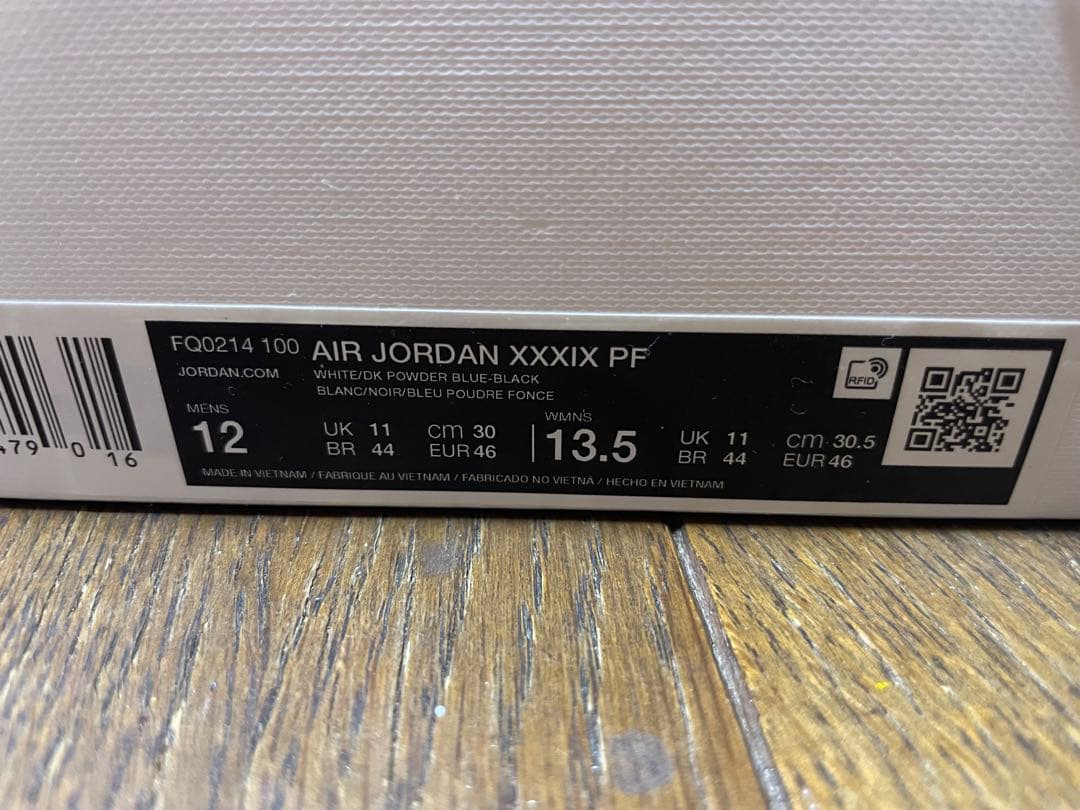 FQ0214 100 AIR JORDAN XXXIX PF
JORDAN.COM
WHITE/DK POWDER BLUE-BLACK
BLANC/NOIR/BLEU POUDRE FONCE
MENS
12
UK 11 cm 30
BR 44 EUR 46
WMNS
13.5
UK 11 cm 30.5
BR 44 EUR 46
MADE IN VIETNAM / FABRIQUE AU VIETNAM / FABRICADO NO VIETNÃ / HECHO EN VIETNAM
RFID
479 0 16